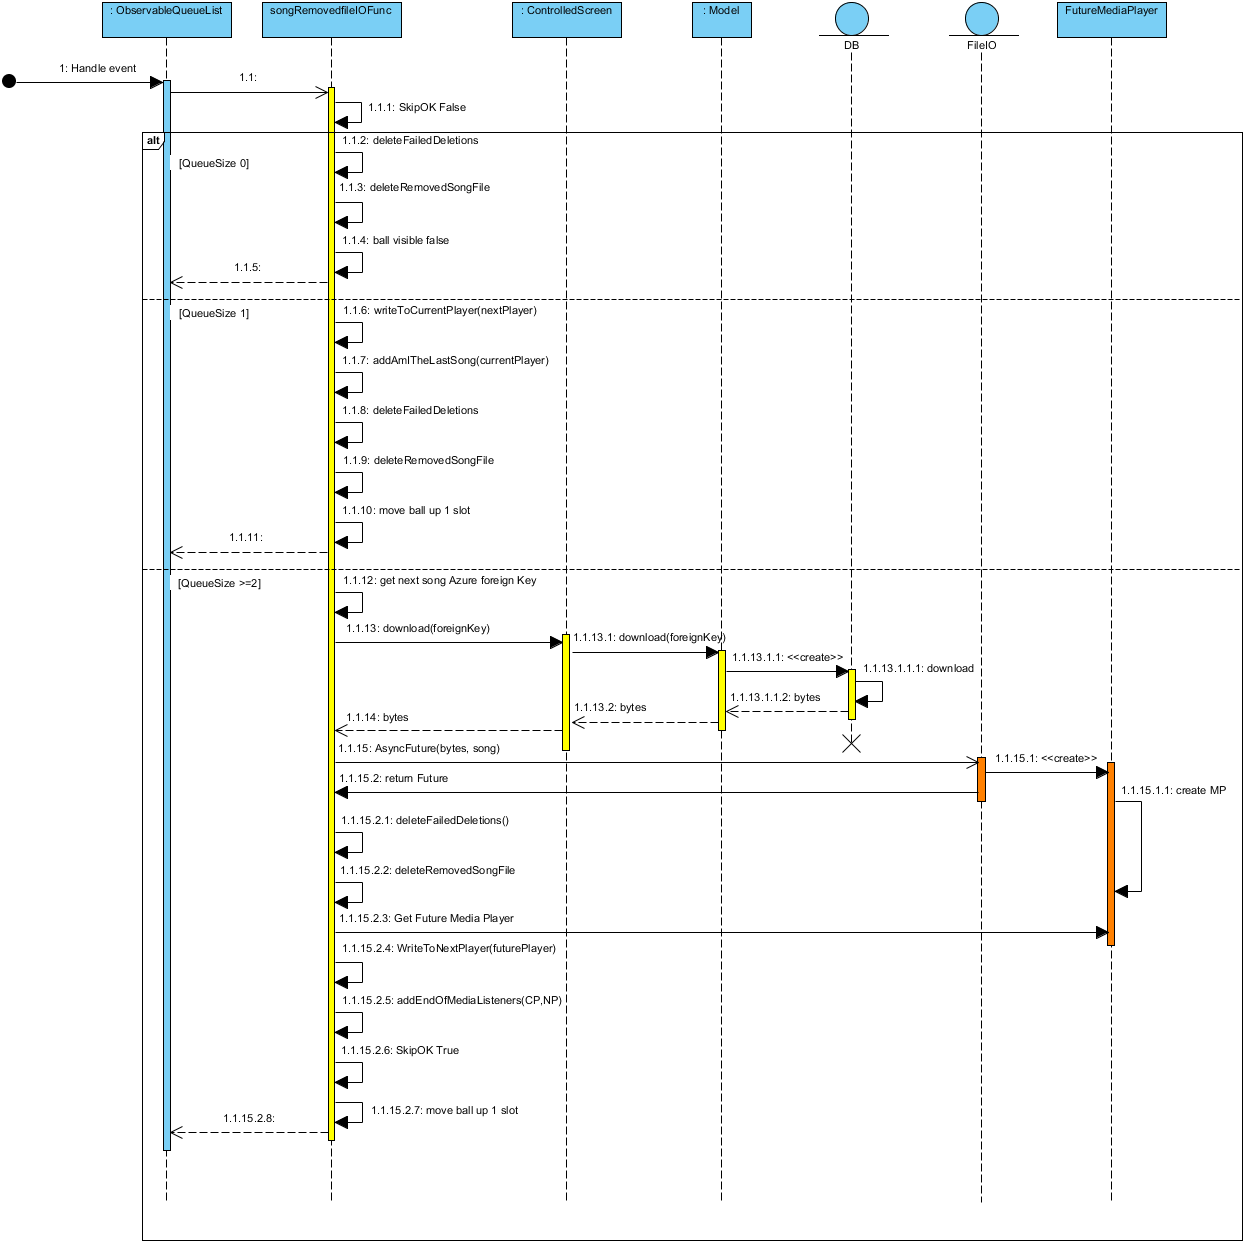 : ObservableQueueList
songRemovedfileIOFunc
: ControlledScreen
: Model
DB
FileIO
FutureMediaPlayer
1: Handle event
1.1:
1.1.1: SkipOK False
alt
1.1.2: deleteFailedDeletions
[QueueSize 0]
1.1.3: deleteRemovedSongFile
1.1.4: ball visible false
1.1.5:
[QueueSize 1]
1.1.6: writeToCurrentPlayer(nextPlayer)
1.1.7: addAmITheLastSong(currentPlayer)
1.1.8: deleteFailedDeletions
1.1.9: deleteRemovedSongFile
1.1.10: move ball up 1 slot
1.1.11:
[QueueSize >=2]
1.1.12: get next song Azure foreign Key
1.1.13: download(foreignKey)
1.1.13.1: download(foreignKey)
1.1.13.1.1: <<create>>
1.1.13.1.1.1: download
1.1.13.1.1.2: bytes
1.1.13.2: bytes
1.1.14: bytes
1.1.15: AsyncFuture(bytes, song)
1.1.15.1: <<create>>
1.1.15.2: return Future
1.1.15.1.1: create MP
1.1.15.2.1: deleteFailedDeletions()
1.1.15.2.2: deleteRemovedSongFile
1.1.15.2.3: Get Future Media Player
1.1.15.2.4: WriteToNextPlayer(futurePlayer)
1.1.15.2.5: addEndOfMediaListeners(CP,NP)
1.1.15.2.6: SkipOK True
1.1.15.2.7: move ball up 1 slot
1.1.15.2.8: